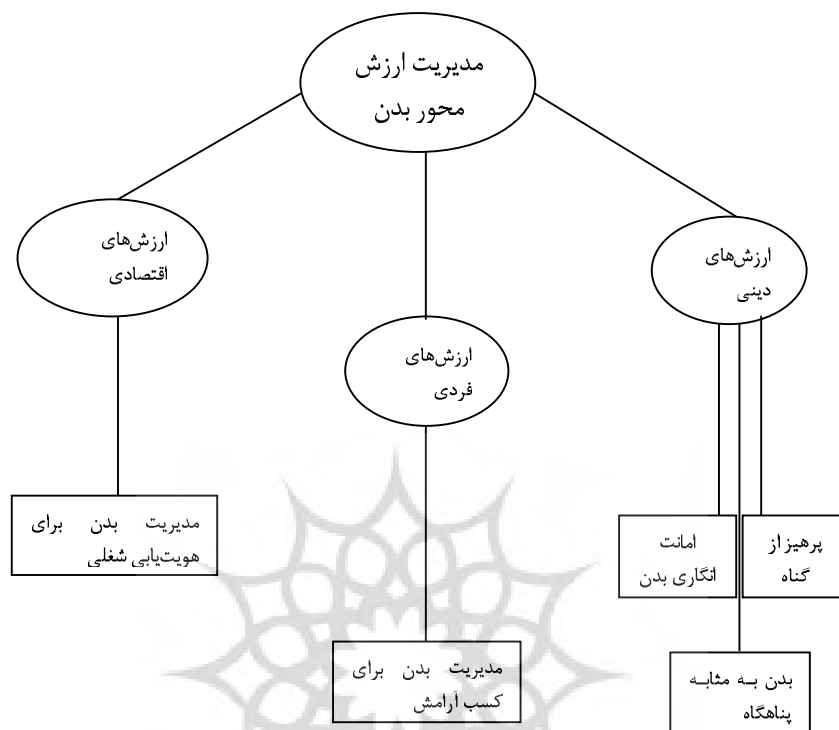 مدیریت ارزش
محور بدن
ارزش‌های
دینی
ارزش‌های
فردی
ارزش‌های
اقتصادی
پرهیز از
گناه
امانت
انگاری بدن
بدن به مثابه
پناهگاه
مدیریت بدن برای
کسب آرامش
مدیریت بدن برای
هویت‌یابی شغلی